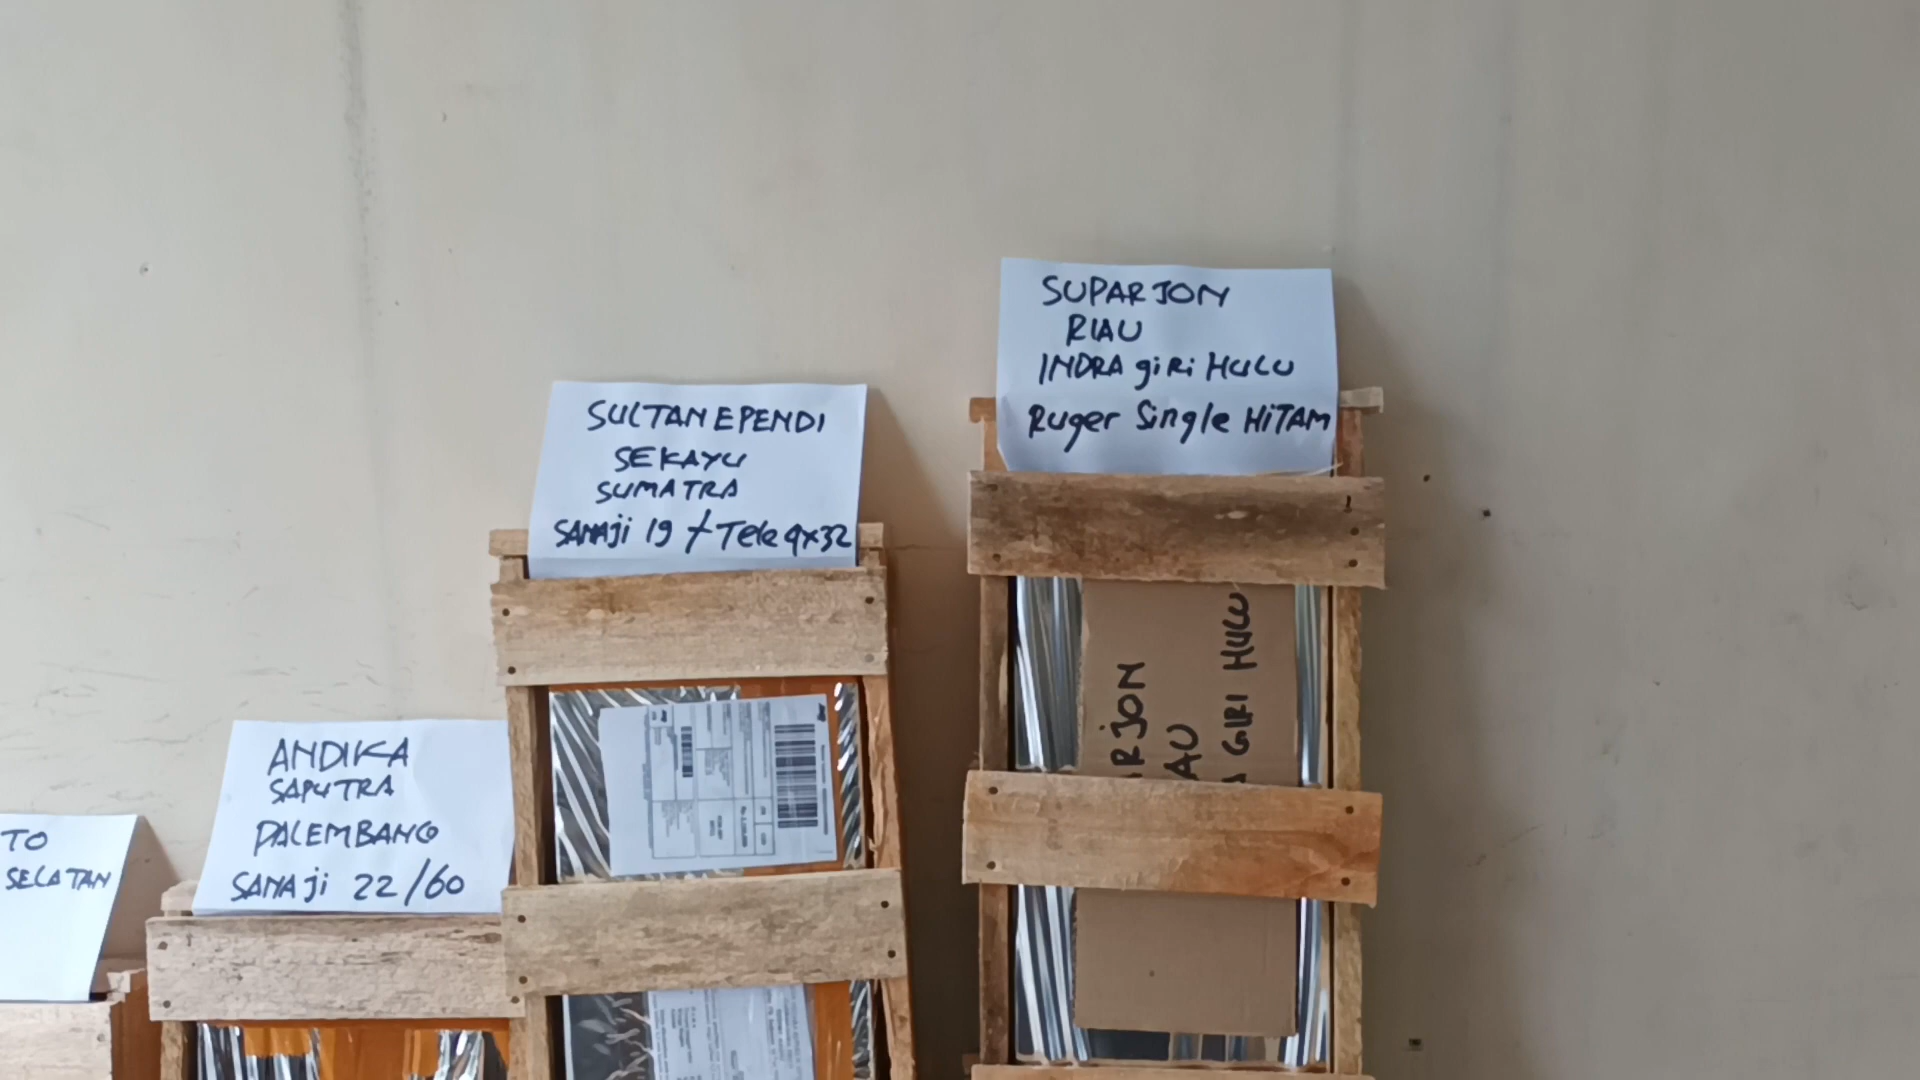 TO
SELATAN
ANDIKA
SAPUTRA
PALEMBANG
SANAJi 22/60
SULTAN EPENDI
SEKAYU
SUMATRA
SANAJi 19 + Tele 4x32
SUPARJON
RIAU
INDRA giRi HULU
Ruger Single HiTAM
RJON
AU
GIRI HULU